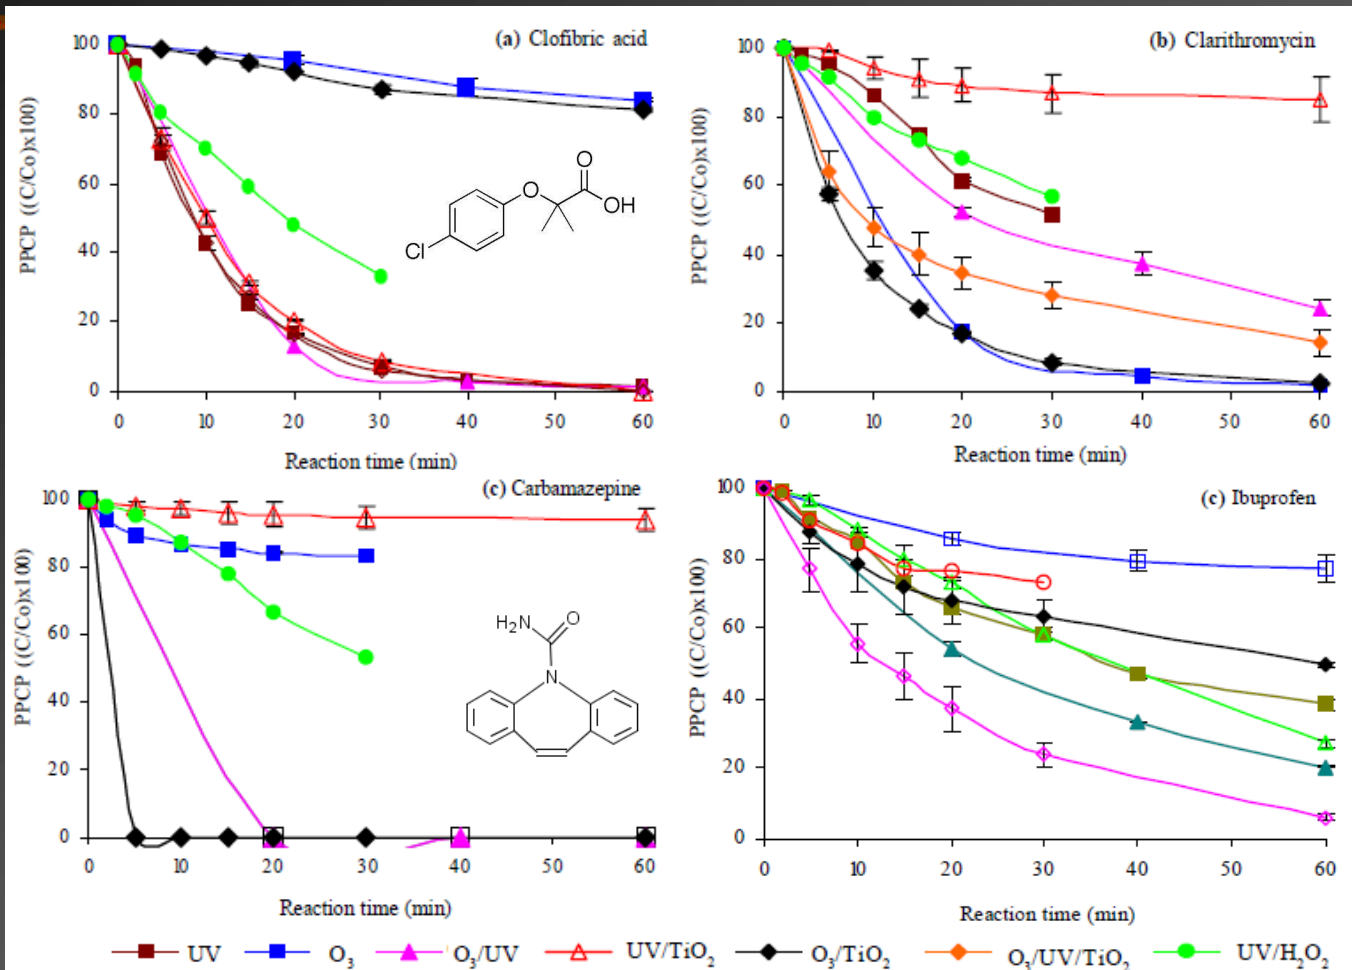 (a) Clofibric acid
PPCP ((C/Co)x100)
100
80
60
40
20
0
0 10 20 30 40 50 60
Reaction time (min)
O
O
OH
Cl
(b) Clarithromycin
PPCP ((C/Co)x100)
100
80
60
40
20
0
0 10 20 30 40 50 60
Reaction time (min)
(c) Carbamazepine
PPCP ((C/Co)x100)
100
80
60
40
20
0
0 10 20 30 40 50 60
Reaction time (min)
H₂N
O
N
(c) Ibuprofen
PPCP ((C/Co)x100)
100
80
60
40
20
0
0 10 20 30 40 50 60
Reaction time (min)
UV O₃ O₃/UV UV/TiO₂ O₃/TiO₂ O₃/UV/TiO₂ UV/H₂O₂